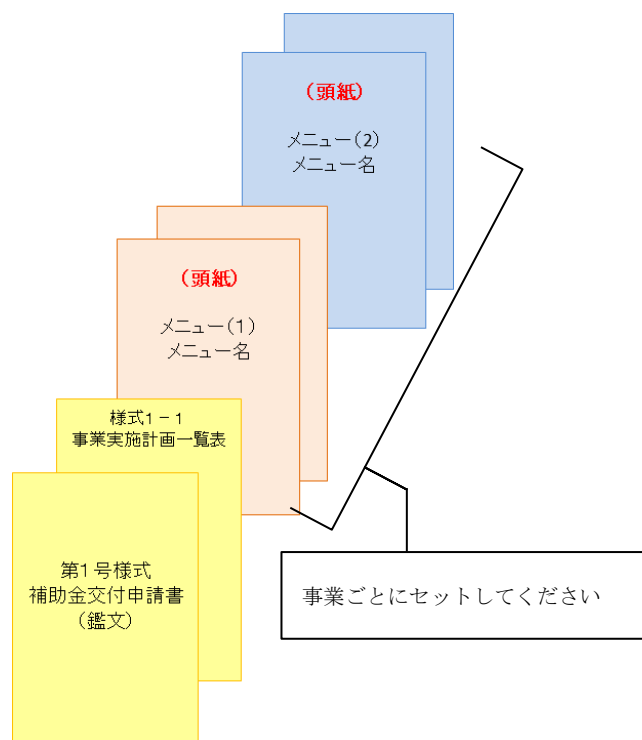 (頭紙)
メニュー(2)
メニュー名
(頭紙)
メニュー(1)
メニュー名
様式1－1
事業実施計画一覧表
第1号様式
補助金交付申請書
(鑑文)
事業ごとにセットしてください